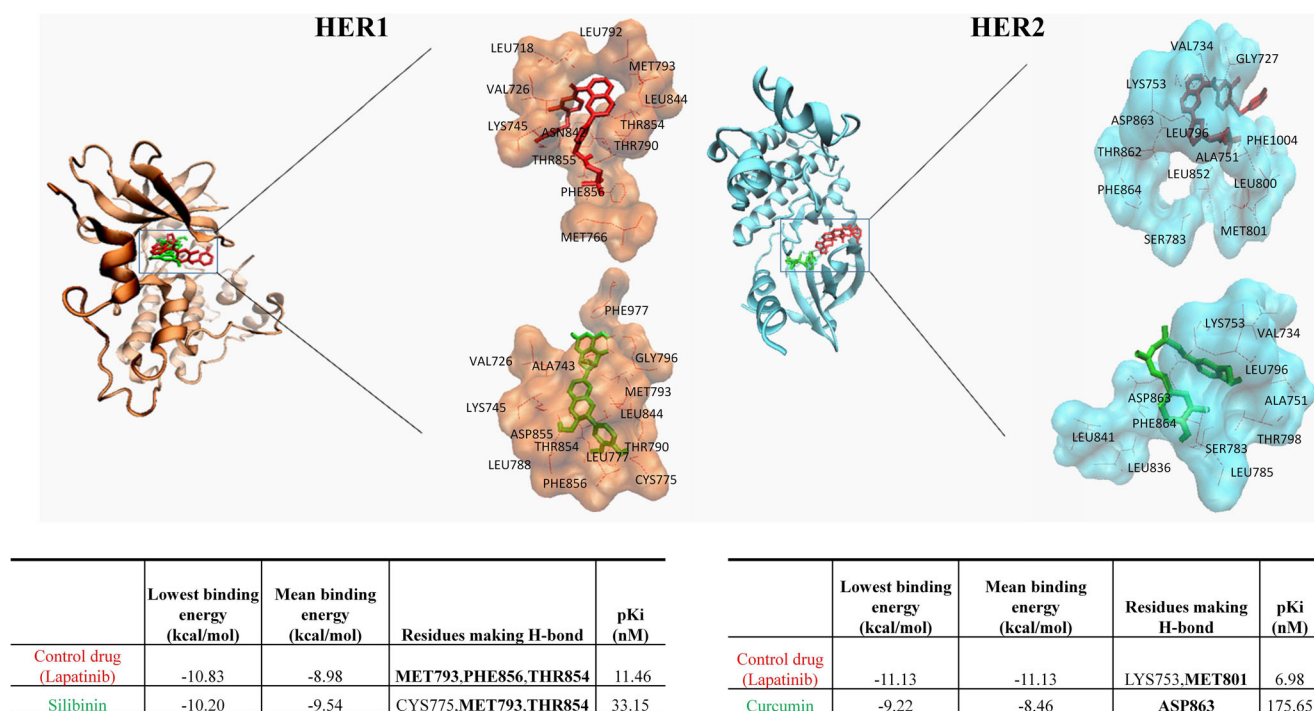 HER1
HER2
LEU792
LEU718
MET793
VAL726
LEU844
LYS745
ASN842
THR854
THR855
THR790
PHE856
MET766
PHE977
VAL726
ALA743
GLY796
MET793
LYS745
LEU844
ASP855
THR854
THR790
LEU777
LEU788
PHE856
CYS775
VAL734
GLY727
LYS753
ASP863
LEU796
PHE1004
THR862
ALA751
LEU852
PHE864
LEU800
SER783
MET801
LYS753
VAL734
LEU796
ASP863
ALA751
PHE864
LEU841
SER783
THR798
LEU836
LEU785
Lowest binding energy (kcal/mol) Mean binding energy (kcal/mol) Residues making H-bond pKi (nM)
Control drug (Lapatinib) -10.83 -8.98 MET793,PHE856,THR854 11.46
Silibinin -10.20 -9.54 CYS775,MET793,THR854 33.15
Lowest binding energy (kcal/mol) Mean binding energy (kcal/mol) Residues making H-bond pKi (nM)
Control drug (Lapatinib) -11.13 -11.13 LYS753,MET801 6.98
Curcumin -9.22 -8.46 ASP863 175.65